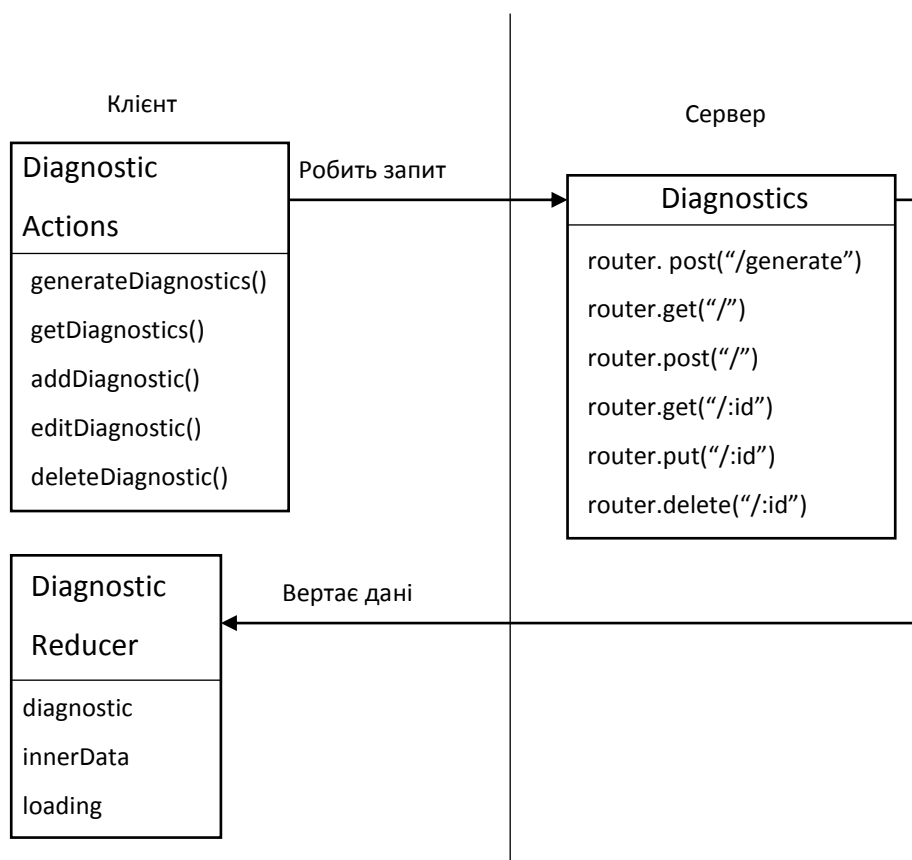 Клієнт
Сервер
Diagnostic
Actions
generateDiagnostics()
getDiagnostics()
addDiagnostic()
editDiagnostic()
deleteDiagnostic()
Робить запит
Diagnostics
router. post(“/generate”)
router.get(“/”)
router.post(“/”)
router.get(“/:id”)
router.put(“/:id”)
router.delete(“/:id”)
Diagnostic
Reducer
diagnostic
innerData
loading
Вертає дані